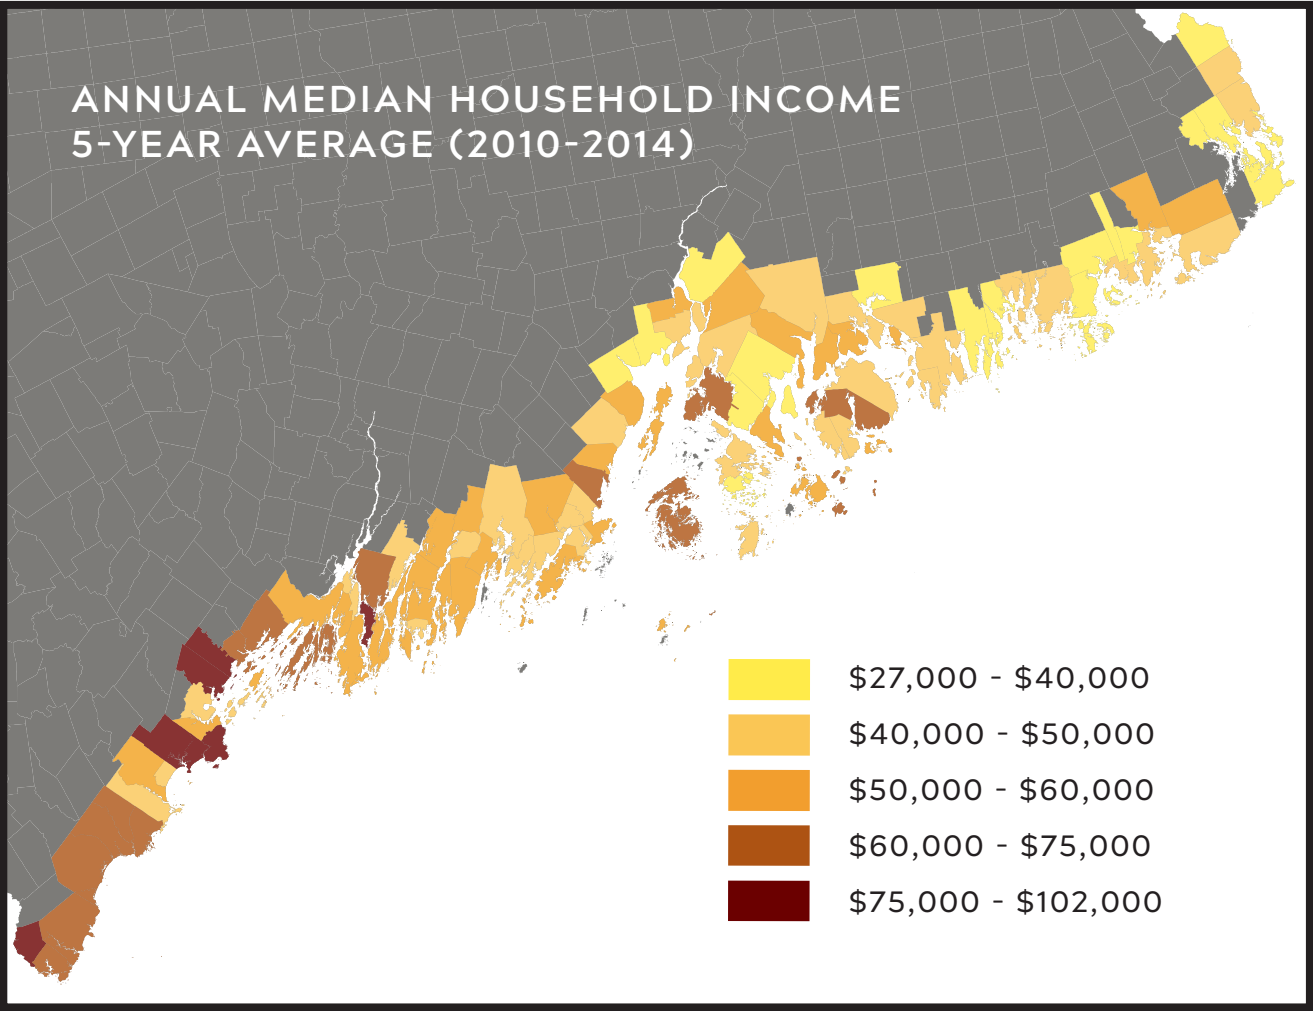 ANNUAL MEDIAN HOUSEHOLD INCOME
5-YEAR AVERAGE (2010-2014)
$27,000 - $40,000
$40,000 - $50,000
$50,000 - $60,000
$60,000 - $75,000
$75,000 - $102,000